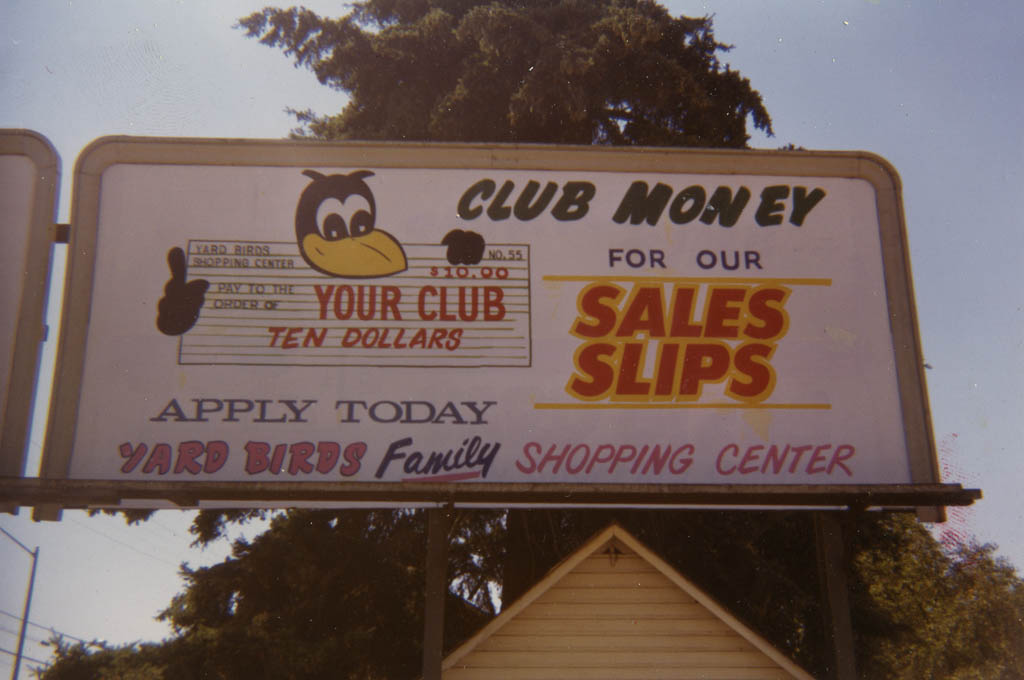 CLUB MONEY
FOR OUR
SALES
SLIPS
YARD BIRDS
SHOPPING CENTER
NO. 55
$10.00
PAY TO THE
ORDER OF
YOUR CLUB
TEN DOLLARS
APPLY TODAY
YARD BIRDS Family SHOPPING CENTER